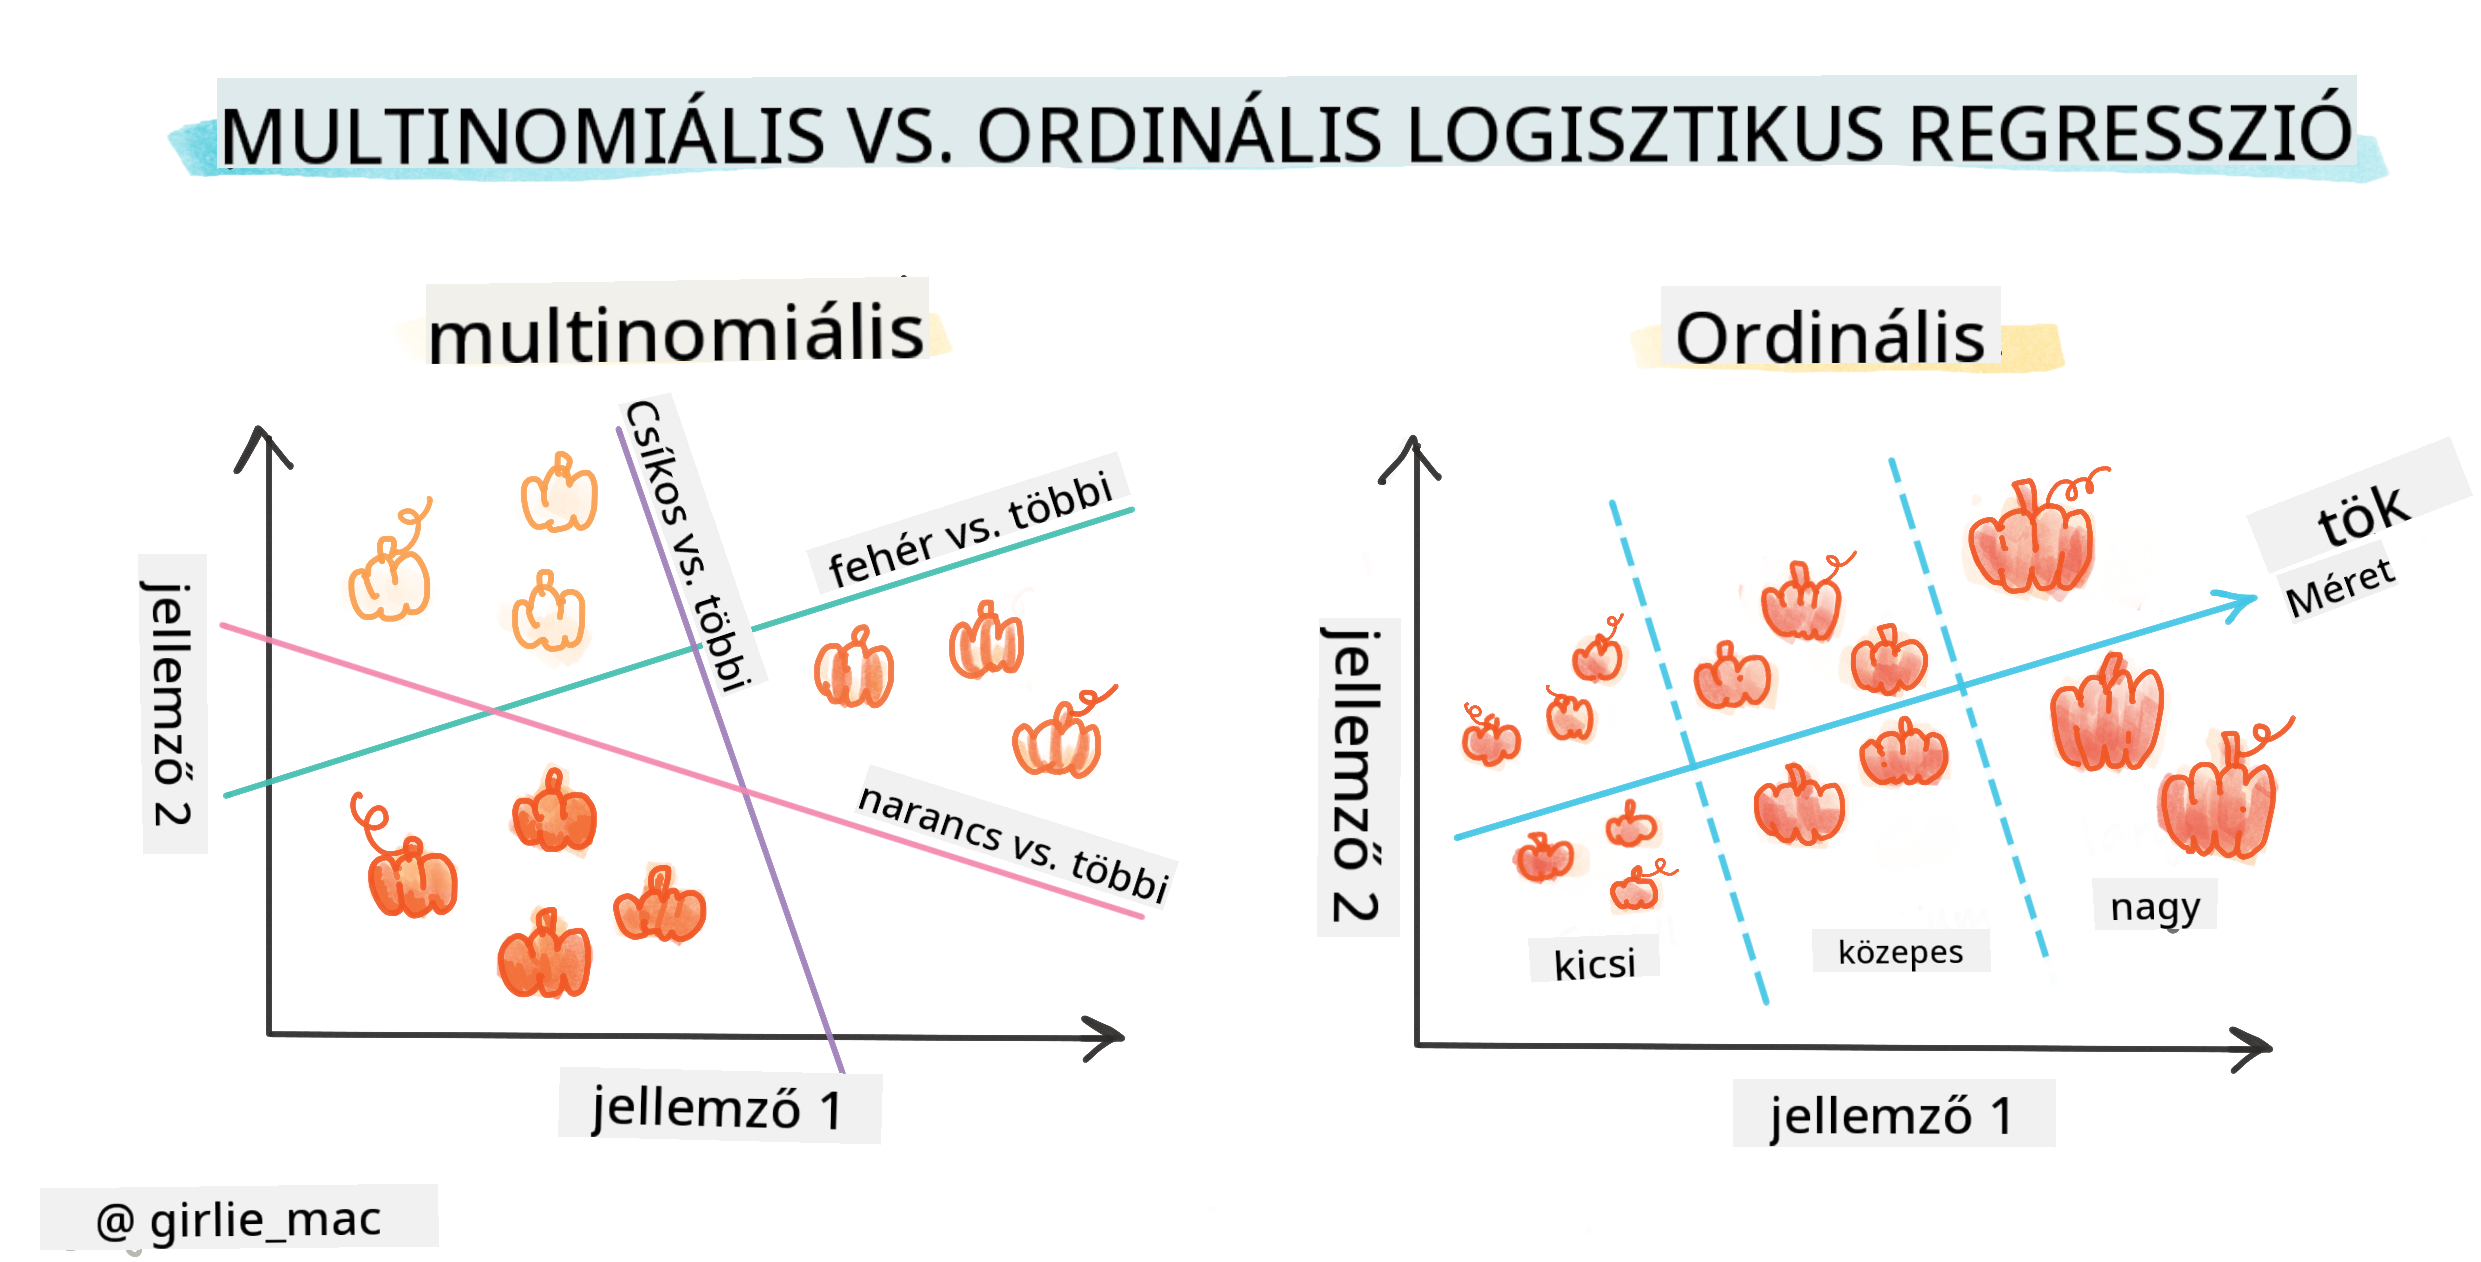 MULTINOMIÁLIS VS. ORDINÁLIS LOGISZTIKUS REGRESSZIÓ
multinomiális
Csíkos vs. többi
fehér vs. többi
narancs vs. többi
jellemző 2
jellemző 1
Ordinális
tök
Méret
kicsi
közepes
nagy
jellemző 2
jellemző 1
@ girlie_mac